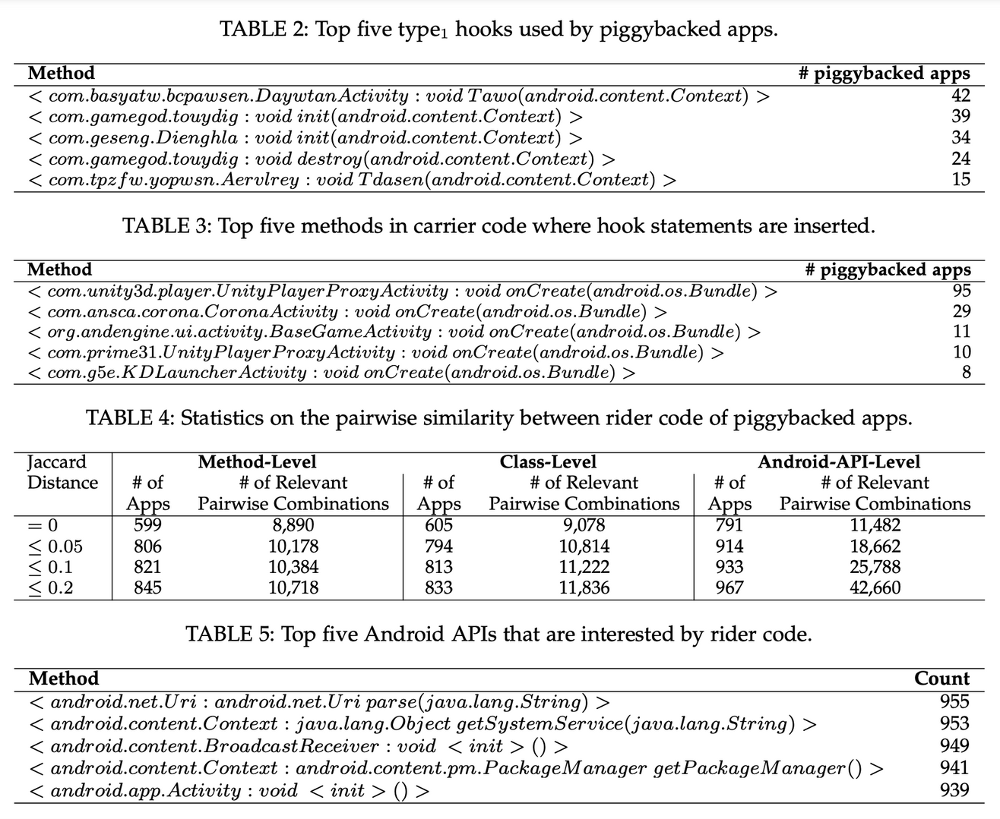 TABLE 2: Top five type₁ hooks used by piggybacked apps.
Method # piggybacked apps
< com.basyatw.bcpawsen.DaywtanActivity : void Tawo(android.content.Context) > 42
< com.gamegod.touydig : void init(android.content.Context) > 39
< com.geseng.Dienghla : void init(android.content.Context) > 34
< com.gamegod.touydig : void destroy(android.content.Context) > 24
< com.tpzfw.yopwsn.Aervlrey : void Tdasen(android.content.Context) > 15
TABLE 3: Top five methods in carrier code where hook statements are inserted.
Method # piggybacked apps
< com.unity3d.player.UnityPlayerProxyActivity : void onCreate(android.os.Bundle) > 95
< com.ansca.corona.CoronaActivity : void onCreate(android.os.Bundle) > 29
< org.andengine.ui.activity.BaseGameActivity : void onCreate(android.os.Bundle) > 11
< com.prime31.UnityPlayerProxyActivity : void onCreate(android.os.Bundle) > 10
< com.g5e.KDLauncherActivity : void onCreate(android.os.Bundle) > 8
TABLE 4: Statistics on the pairwise similarity between rider code of piggybacked apps.
Jaccard Method-Level Class-Level Android-API-Level
Distance # of # of Relevant # of # of Relevant # of # of Relevant
Apps Pairwise Combinations Apps Pairwise Combinations Apps Pairwise Combinations
= 0 599 8,890 605 9,078 791 11,482
≤ 0.05 806 10,178 794 10,814 914 18,662
≤ 0.1 821 10,384 813 11,222 933 25,788
≤ 0.2 845 10,718 833 11,836 967 42,660
TABLE 5: Top five Android APIs that are interested by rider code.
Method Count
< android.net.Uri : android.net.Uri parse(java.lang.String) > 955
< android.content.Context : java.lang.Object getSystemService(java.lang.String) > 953
< android.content.BroadcastReceiver : void < init > () > 949
< android.content.Context : android.content.pm.PackageManager getPackageManager() > 941
< android.app.Activity : void < init > () > 939